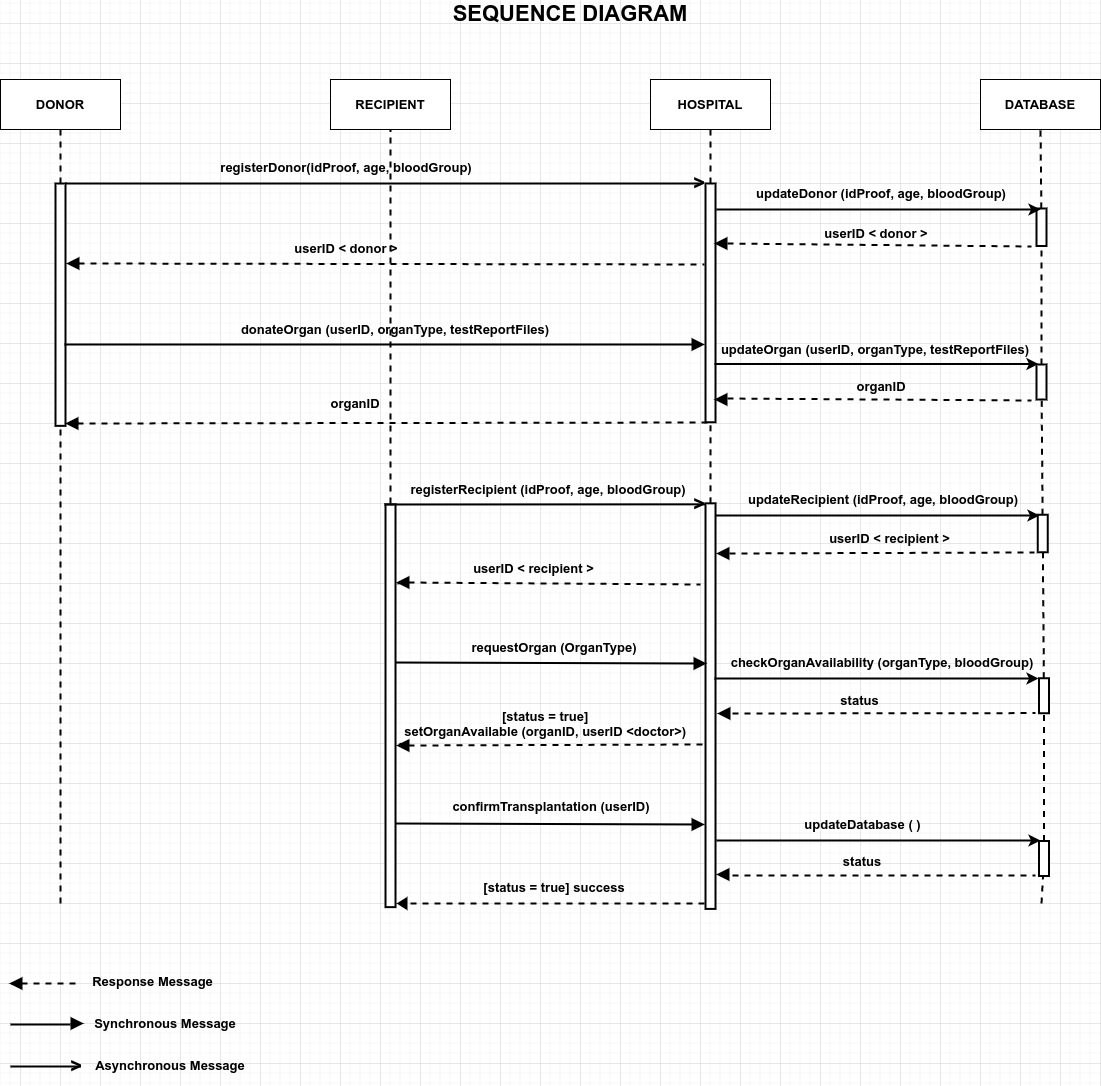 SEQUENCE DIAGRAM
DONOR
RECIPIENT
HOSPITAL
DATABASE
registerDonor(idProof, age, bloodGroup)
updateDonor (idProof, age, bloodGroup)
userID < donor >
userID < donor >
donateOrgan (userID, organType, testReportFiles)
updateOrgan (userID, organType, testReportFiles)
organID
organID
registerRecipient (idProof, age, bloodGroup)
updateRecipient (idProof, age, bloodGroup)
userID < recipient >
userID < recipient >
requestOrgan (OrganType)
checkOrganAvailability (organType, bloodGroup)
status
[status = true]
setOrganAvailable (organID, userID <doctor>)
confirmTransplantation (userID)
updateDatabase ( )
status
[status = true] success
Response Message
Synchronous Message
Asynchronous Message